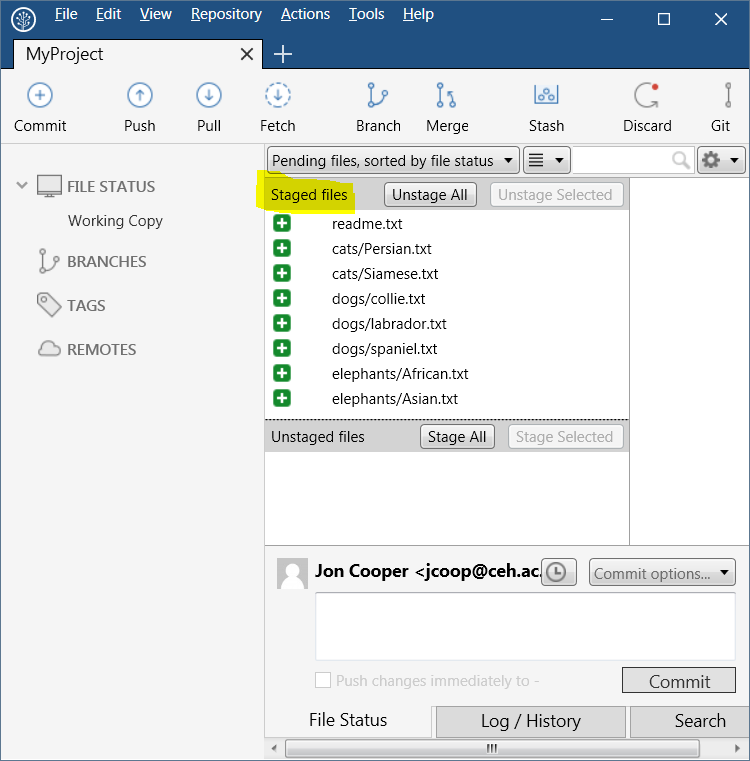 File Edit View Repository Actions Tools Help
MyProject
Commit Push Pull Fetch Branch Merge Stash Discard Git
Pending files, sorted by file status
FILE STATUS
Working Copy
BRANCHES
TAGS
REMOTES
Staged files Unstage All Unstage Selected
readme.txt
cats/Persian.txt
cats/Siamese.txt
dogs/collie.txt
dogs/labrador.txt
dogs/spaniel.txt
elephants/African.txt
elephants/Asian.txt
Unstaged files Stage All Stage Selected
Jon Cooper <jcoop@ceh.ac. Commit options...
Push changes immediately to -
Commit
File Status Log / History Search